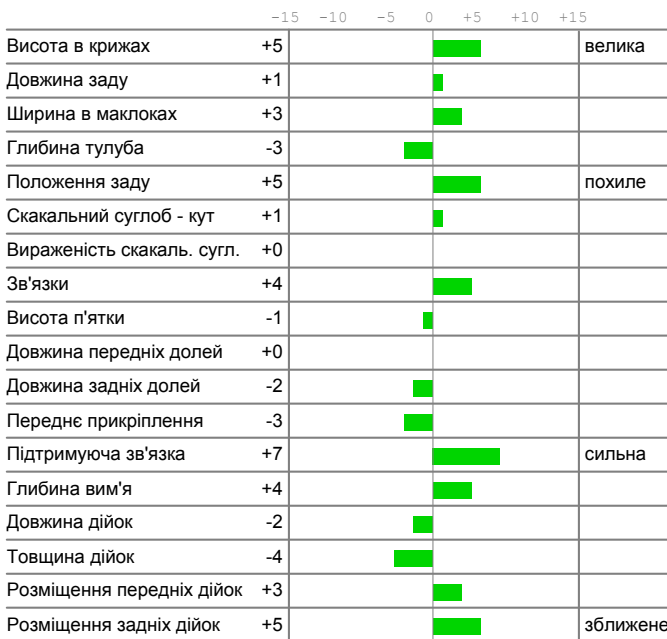 -15 -10 -5 0 +5 +10 +15
Висота в крижах +5 велика
Довжина заду +1
Ширина в маклоках +3
Глибина тулуба -3
Положення заду +5 похиле
Скакальний суглоб - кут +1
Вираженість скакаль. сугл. +0
Зв'язки +4
Висота п'ятки -1
Довжина передніх долей +0
Довжина задніх долей -2
Переднє прикріплення -3
Підтримуюча зв'язка +7 сильна
Глибина вим'я +4
Довжина дійок -2
Товщина дійок -4
Розміщення передніх дійок +3
Розміщення задніх дійок +5 зближене